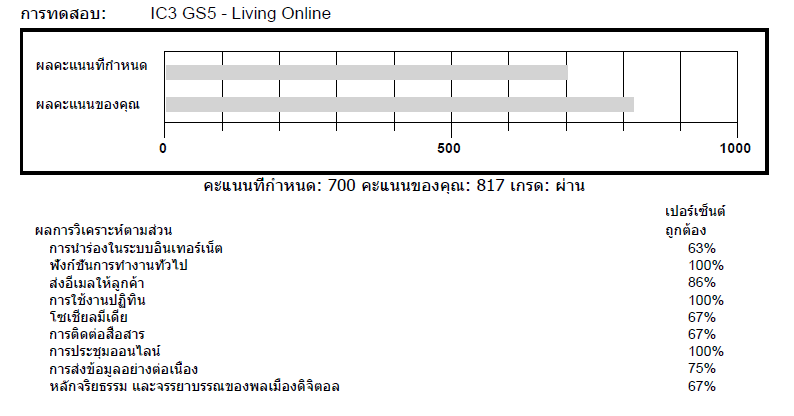 การทดสอบ: IC3 GS5 - Living Online
ผลคะแนนที่กำหนด
ผลคะแนนของคุณ
0 500 1000
คะแนนที่กำหนด: 700 คะแนนของคุณ: 817 เกรด: ผ่าน
เปอร์เซ็นต์
ผลการวิเคราะห์ตามส่วน ถูกต้อง
การนำร่องในระบบอินเทอร์เน็ต 63%
ฟังก์ชันการทำงานทั่วไป 100%
ส่งอีเมลให้ลูกค้า 86%
การใช้งานปฏิทิน 100%
โซเชียลมีเดีย 67%
การติดต่อสื่อสาร 67%
การประชุมออนไลน์ 100%
การส่งข้อมูลอย่างต่อเนื่อง 75%
หลักจริยธรรม และจรรยาบรรณของพลเมืองดิจิตอล 67%